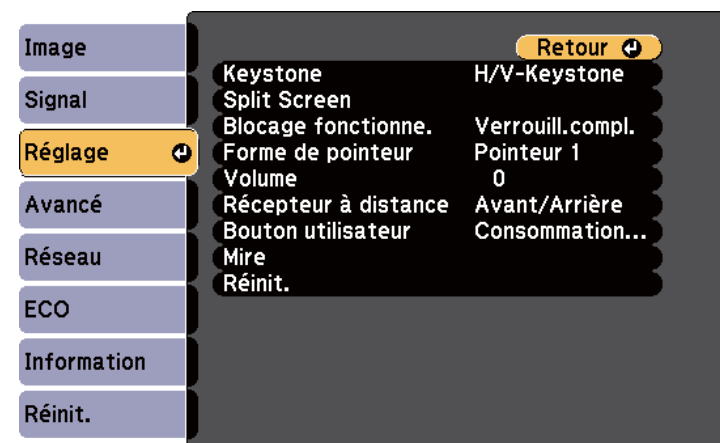 Image
Signal
Réglage
Avancé
Réseau
ECO
Information
Réinit.
Retour
Keystone H/V-Keystone
Split Screen
Blocage fonctionne. Verrouill.compl.
Forme de pointeur Pointeur 1
Volume 0
Récepteur à distance Avant/Arrière
Bouton utilisateur Consommation...
Mire
Réinit.